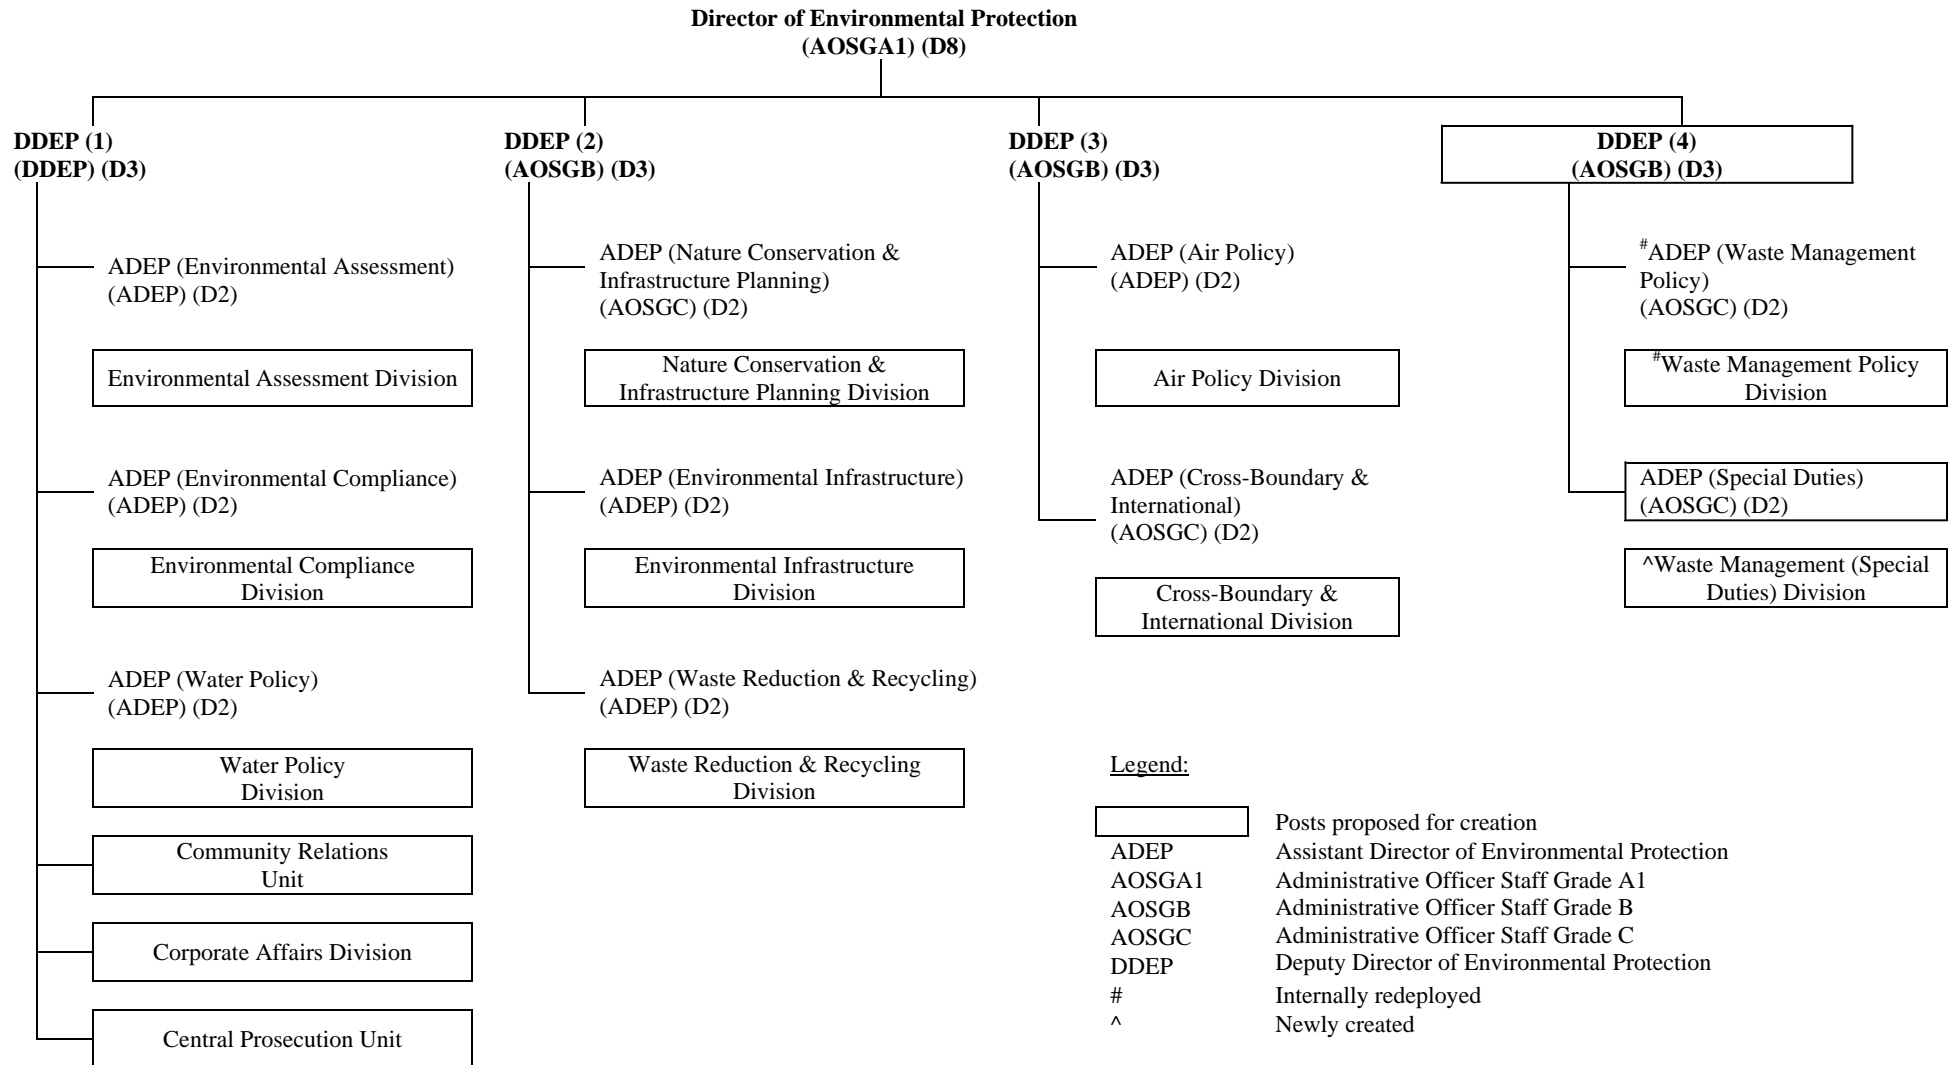 Director of Environmental Protection
(AOSGA1) (D8)
DDEP (1)
(DDEP) (D3)
ADEP (Environmental Assessment)
(ADEP) (D2)
Environmental Assessment Division
ADEP (Environmental Compliance)
(ADEP) (D2)
Environmental Compliance
Division
ADEP (Water Policy)
(ADEP) (D2)
Water Policy
Division
Community Relations
Unit
Corporate Affairs Division
Central Prosecution Unit
DDEP (2)
(AOSGB) (D3)
ADEP (Nature Conservation &
Infrastructure Planning)
(AOSGC) (D2)
Nature Conservation &
Infrastructure Planning Division
ADEP (Environmental Infrastructure)
(ADEP) (D2)
Environmental Infrastructure
Division
ADEP (Waste Reduction & Recycling)
(ADEP) (D2)
Waste Reduction & Recycling
Division
DDEP (3)
(AOSGB) (D3)
ADEP (Air Policy)
(ADEP) (D2)
Air Policy Division
ADEP (Cross-Boundary &
International)
(AOSGC) (D2)
Cross-Boundary &
International Division
DDEP (4)
(AOSGB) (D3)
#ADEP (Waste Management
Policy)
(AOSGC) (D2)
#Waste Management Policy
Division
ADEP (Special Duties)
(AOSGC) (D2)
^Waste Management (Special
Duties) Division
Legend:
Posts proposed for creation
ADEP Assistant Director of Environmental Protection
AOSGA1 Administrative Officer Staff Grade A1
AOSGB Administrative Officer Staff Grade B
AOSGC Administrative Officer Staff Grade C
DDEP Deputy Director of Environmental Protection
# Internally redeployed
^ Newly created